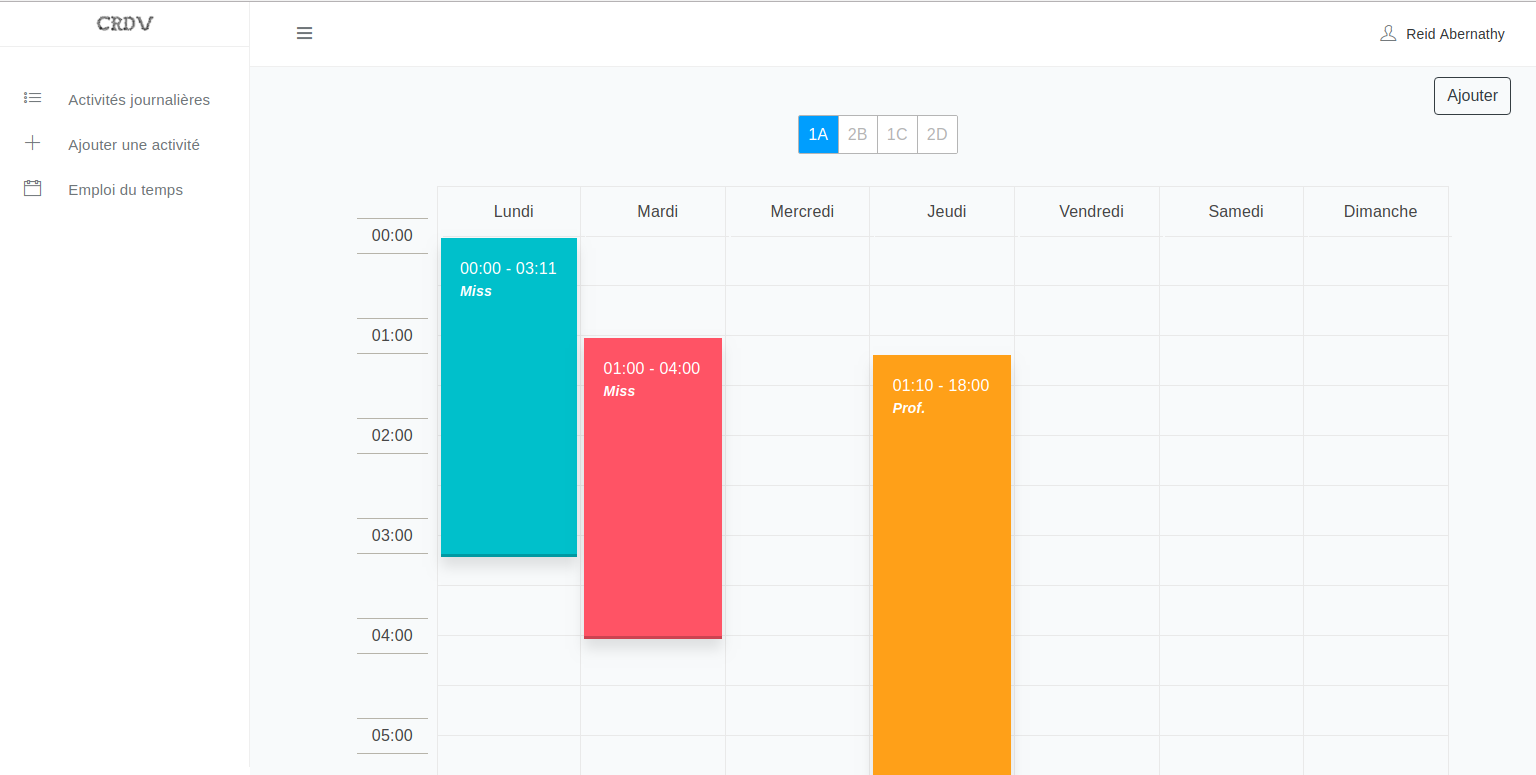 CRDV
Reid Abernathy
Activités journalières
Ajouter une activité
Emploi du temps
Ajouter
1A 2B 1C 2D
Lundi Mardi Mercredi Jeudi Vendredi Samedi Dimanche
00:00
00:00 - 03:11
Miss
01:00
01:00 - 04:00
Miss
01:10 - 18:00
Prof.
02:00
03:00
04:00
05:00